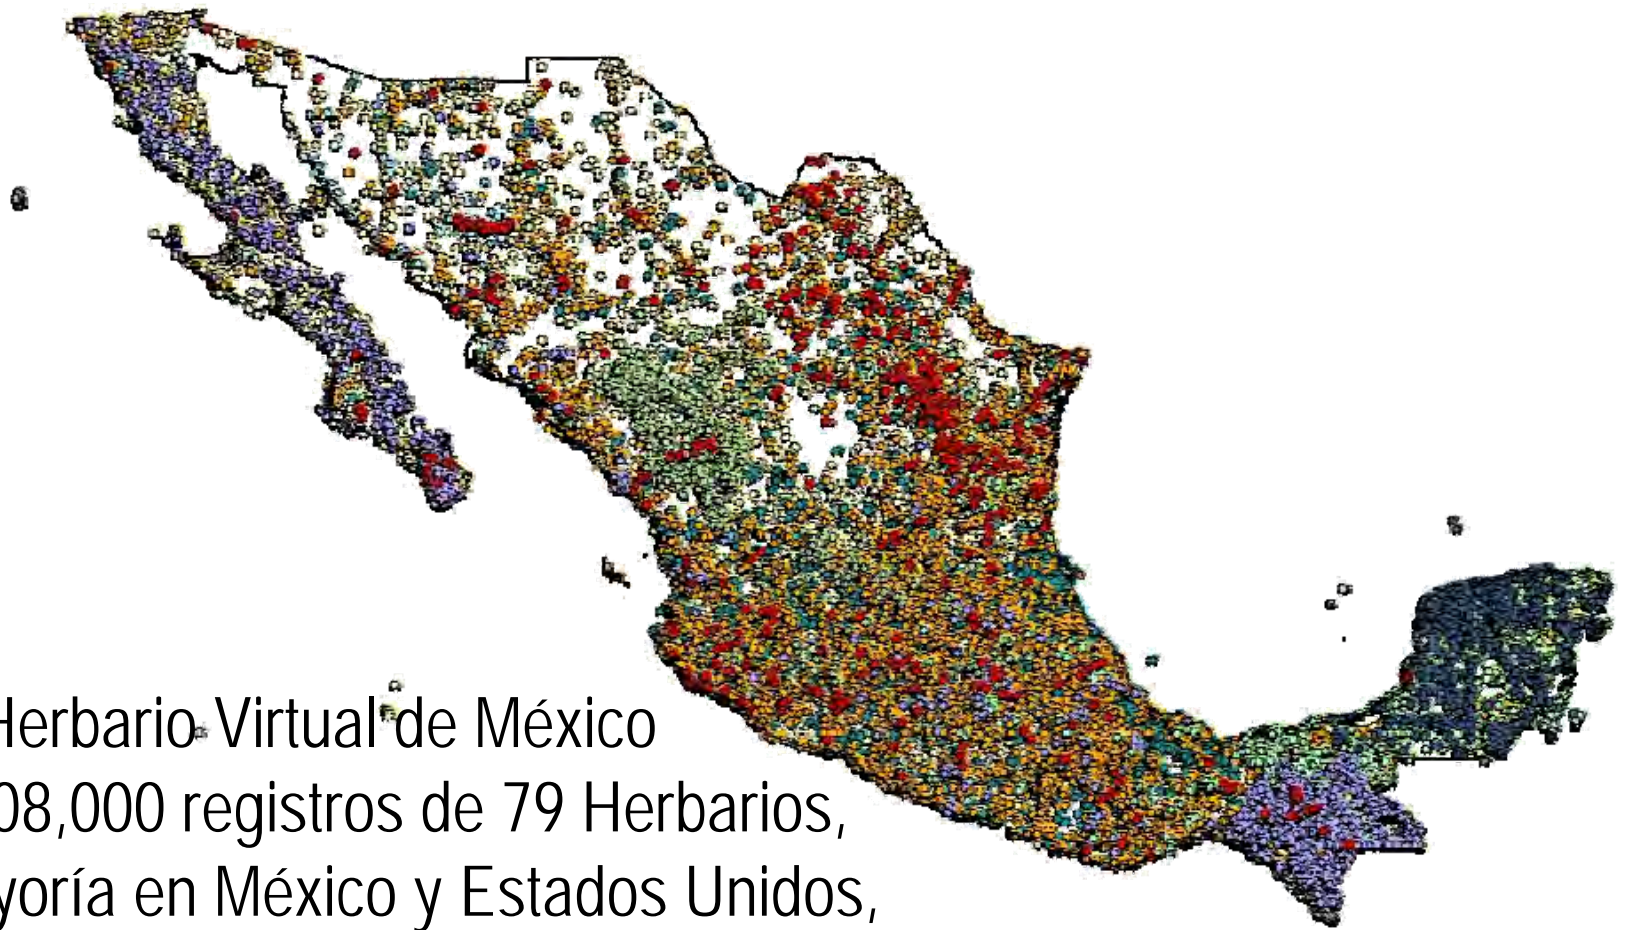 Herbario Virtual de México
08,000 registros de 79 Herbarios,
yoría en México y Estados Unidos,